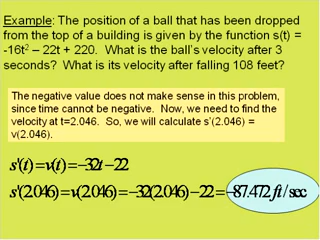 Example: The position of a ball that has been dropped
from the top of a building is given by the function s(t) =
-16t² – 22t + 220.  What is the ball's velocity after 3
seconds?  What is its velocity after falling 108 feet?
The negative value does not make sense in this problem,
since time cannot be negative.  Now, we need to find the
velocity at t=2.046.  So, we will calculate s'(2.046) =
v(2.046).
s'(t)=v(t)=-32t-22
s'(2.046)=v(2.046)=-32(2.046)-22=-87.472 ft/sec